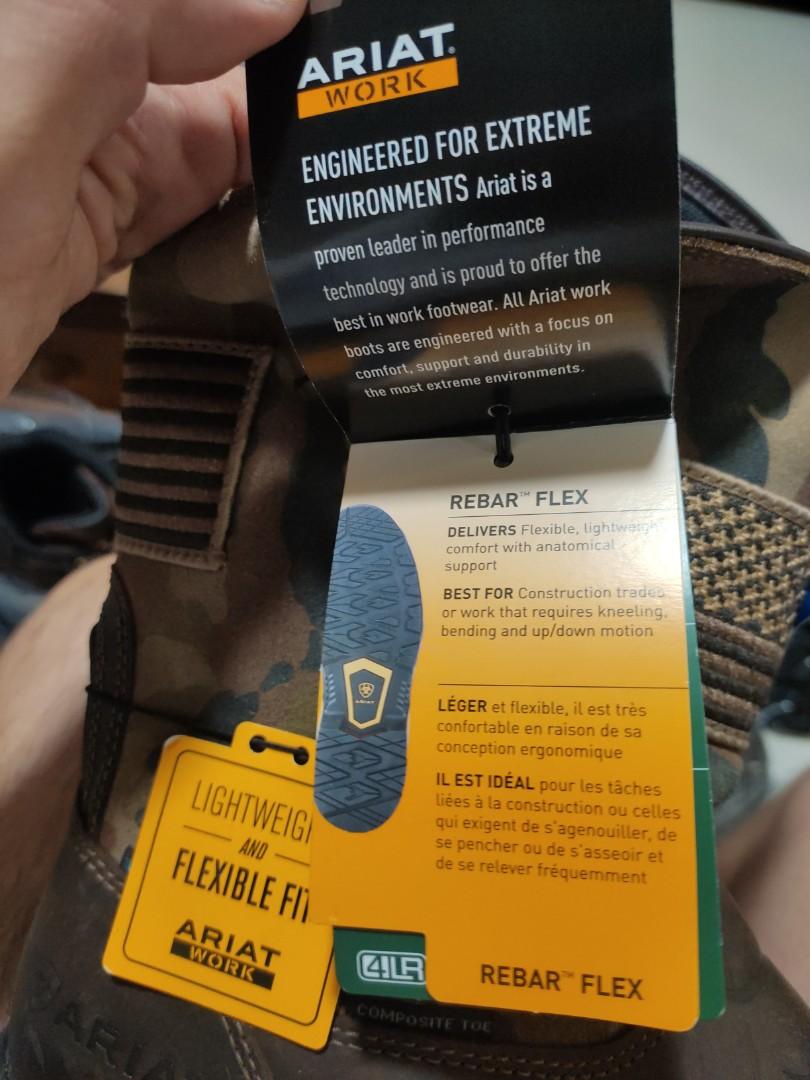 ARIAT
WORK
ENGINEERED FOR EXTREME
ENVIRONMENTS Ariat is a
proven leader in performance
technology and is proud to offer the
best in work footwear. All Ariat work
boots are engineered with a focus on
comfort, support and durability in
the most extreme environments.
REBAR™ FLEX
DELIVERS Flexible, lightweight
comfort with anatomical
support
BEST FOR Construction trades
or work that requires kneeling,
bending and up/down motion
ARIAT
LÉGER et flexible, il est très
confortable en raison de sa
conception ergonomique
IL EST IDÉAL pour les tâches
liées à la construction ou celles
qui exigent de s'agenouiller, de
se pencher ou de s'asseoir et
de se relever fréquemment
4LR
REBAR™ FLEX
LIGHTWEIG
AND
FLEXIBLE FIT
ARIAT
WORK
COMPOSITE TOE
ARIA